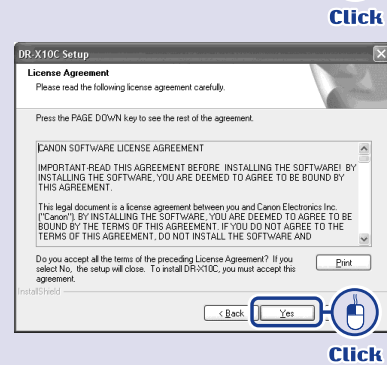 Click
DR-X10C Setup
License Agreement
Please read the following license agreement carefully.
Press the PAGE DOWN key to see the rest of the agreement.
CANON SOFTWARE LICENSE AGREEMENT
IMPORTANT-READ THIS AGREEMENT BEFORE INSTALLING THE SOFTWARE! BY
INSTALLING THE SOFTWARE, YOU ARE DEEMED TO AGREE TO BE BOUND BY
THIS AGREEMENT.
This legal document is a license agreement between you and Canon Electronics Inc.
("Canon"). BY INSTALLING THE SOFTWARE, YOU ARE DEEMED TO AGREE TO BE
BOUND BY THE TERMS OF THIS AGREEMENT. IF YOU DO NOT AGREE TO THE
TERMS OF THIS AGREEMENT, DO NOT INSTALL THE SOFTWARE AND
Do you accept all the terms of the preceding License Agreement? If you
select No, the setup will close. To install DR-X10C, you must accept this
agreement.
Print
InstallShield
< Back
Yes
Click